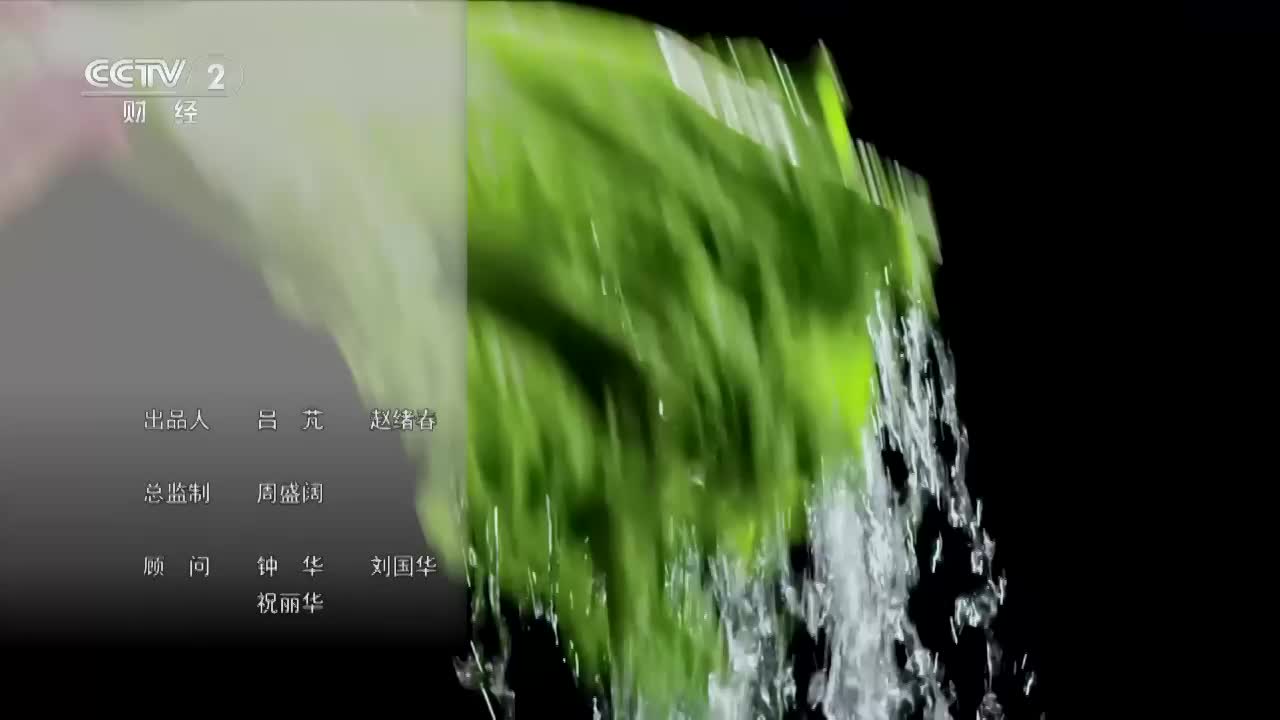 CCTV 2
财 经
出品人 吕 芃 赵绪春
总监制 周盛阔
顾 问 钟 华 刘国华
祝丽华